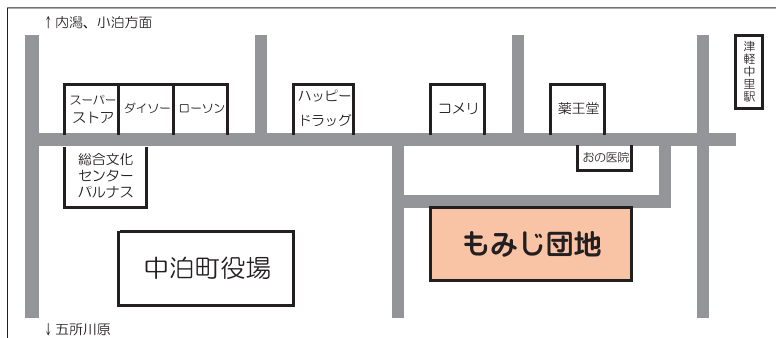 ↑内潟、小泊方面
津軽中里駅
スーパー
ストア
ダイソー
ローソン
ハッピー
ドラッグ
コメリ
薬王堂
総合文化
センター
パルナス
おの医院
もみじ団地
中泊町役場
↓五所川原